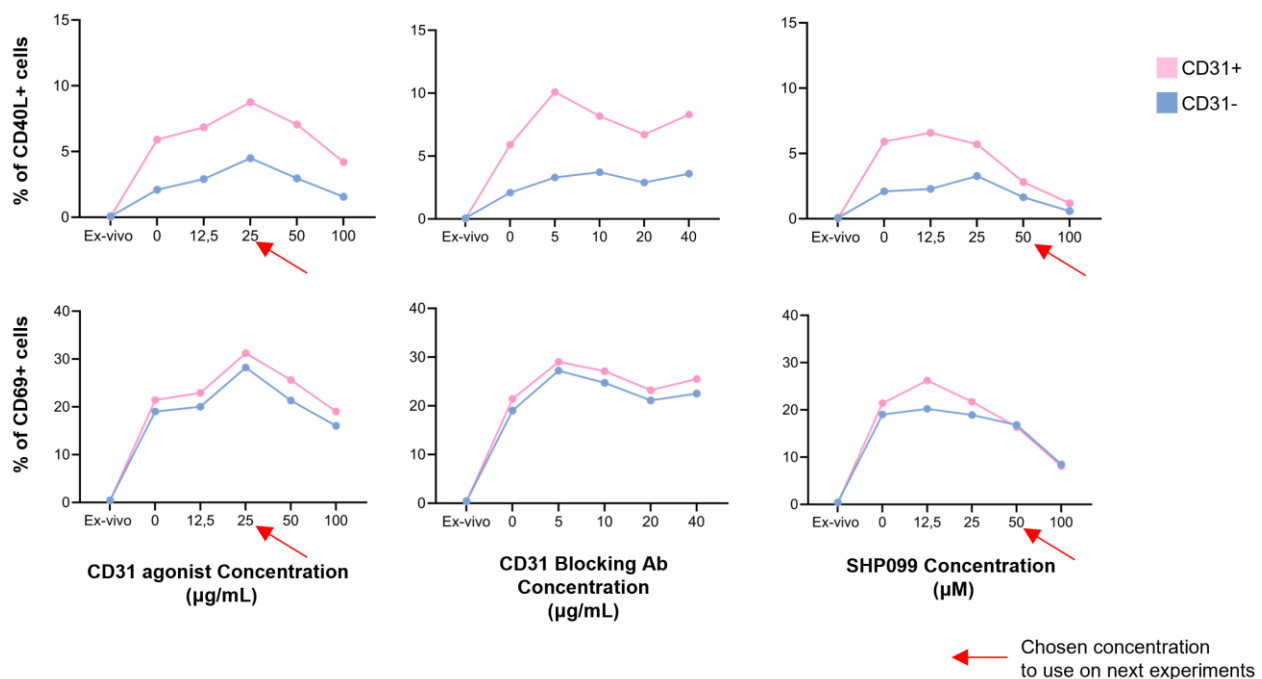 % of CD40L+ cells
15
10
5
0
Ex-vivo 0 12,5 25 50 100
15
10
5
0
Ex-vivo 0 5 10 20 40
15
10
5
0
Ex-vivo 0 12,5 25 50 100
CD31+
CD31-
% of CD69+ cells
40
30
20
10
0
Ex-vivo 0 12,5 25 50 100
CD31 agonist Concentration
(µg/mL)
40
30
20
10
0
Ex-vivo 0 5 10 20 40
CD31 Blocking Ab
Concentration
(µg/mL)
40
30
20
10
0
Ex-vivo 0 12,5 25 50 100
SHP099 Concentration
(µM)
Chosen concentration
to use on next experiments